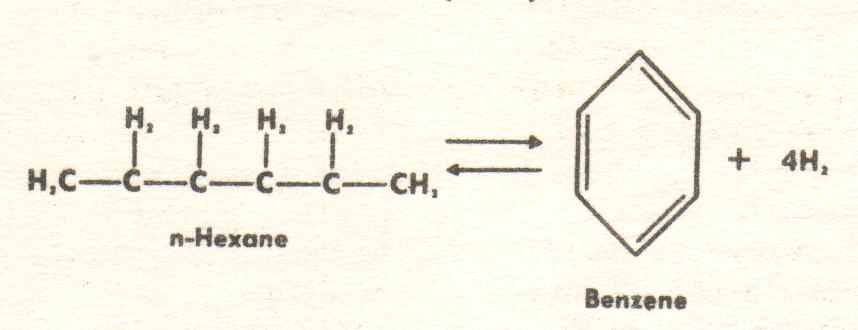 H₂ H₂ H₂ H₂
H₃C—C—C—C—C—CH₃
n-Hexane
+ 4H₂
Benzene